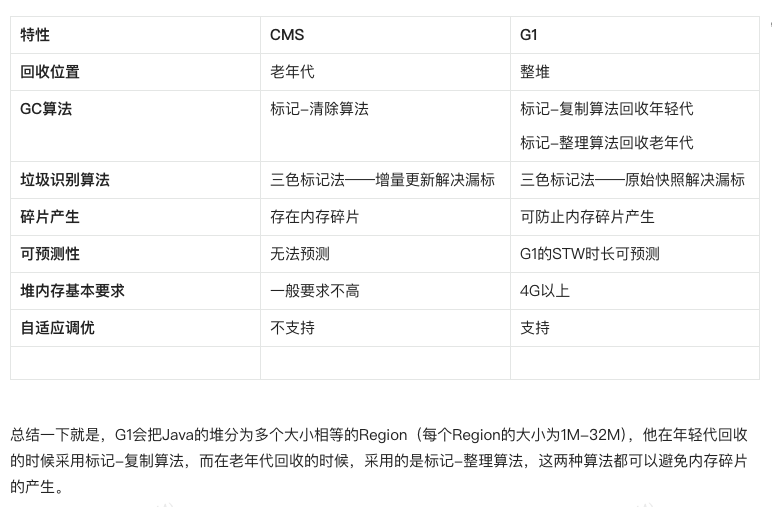 特性 CMS G1
回收位置 老年代 整堆
GC算法 标记-清除算法 标记-复制算法回收年轻代
标记-整理算法回收老年代
垃圾识别算法 三色标记法——增量更新解决漏标 三色标记法——原始快照解决漏标
碎片产生 存在内存碎片 可防止内存碎片产生
可预测性 无法预测 G1的STW时长可预测
堆内存基本要求 一般要求不高 4G以上
自适应调优 不支持 支持
总结一下就是，G1会把Java的堆分为多个大小相等的Region（每个Region的大小为1M-32M），他在年轻代回收
的时候采用标记-复制算法，而在老年代回收的时候，采用的是标记-整理算法，这两种算法都可以避免内存碎片
的产生。